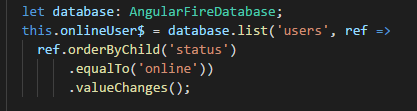 let database: AngularFireDatabase;
this.onlineUser$ = database.list('users', ref =>
ref.orderByChild('status')
.equalTo('online'))
.valueChanges();